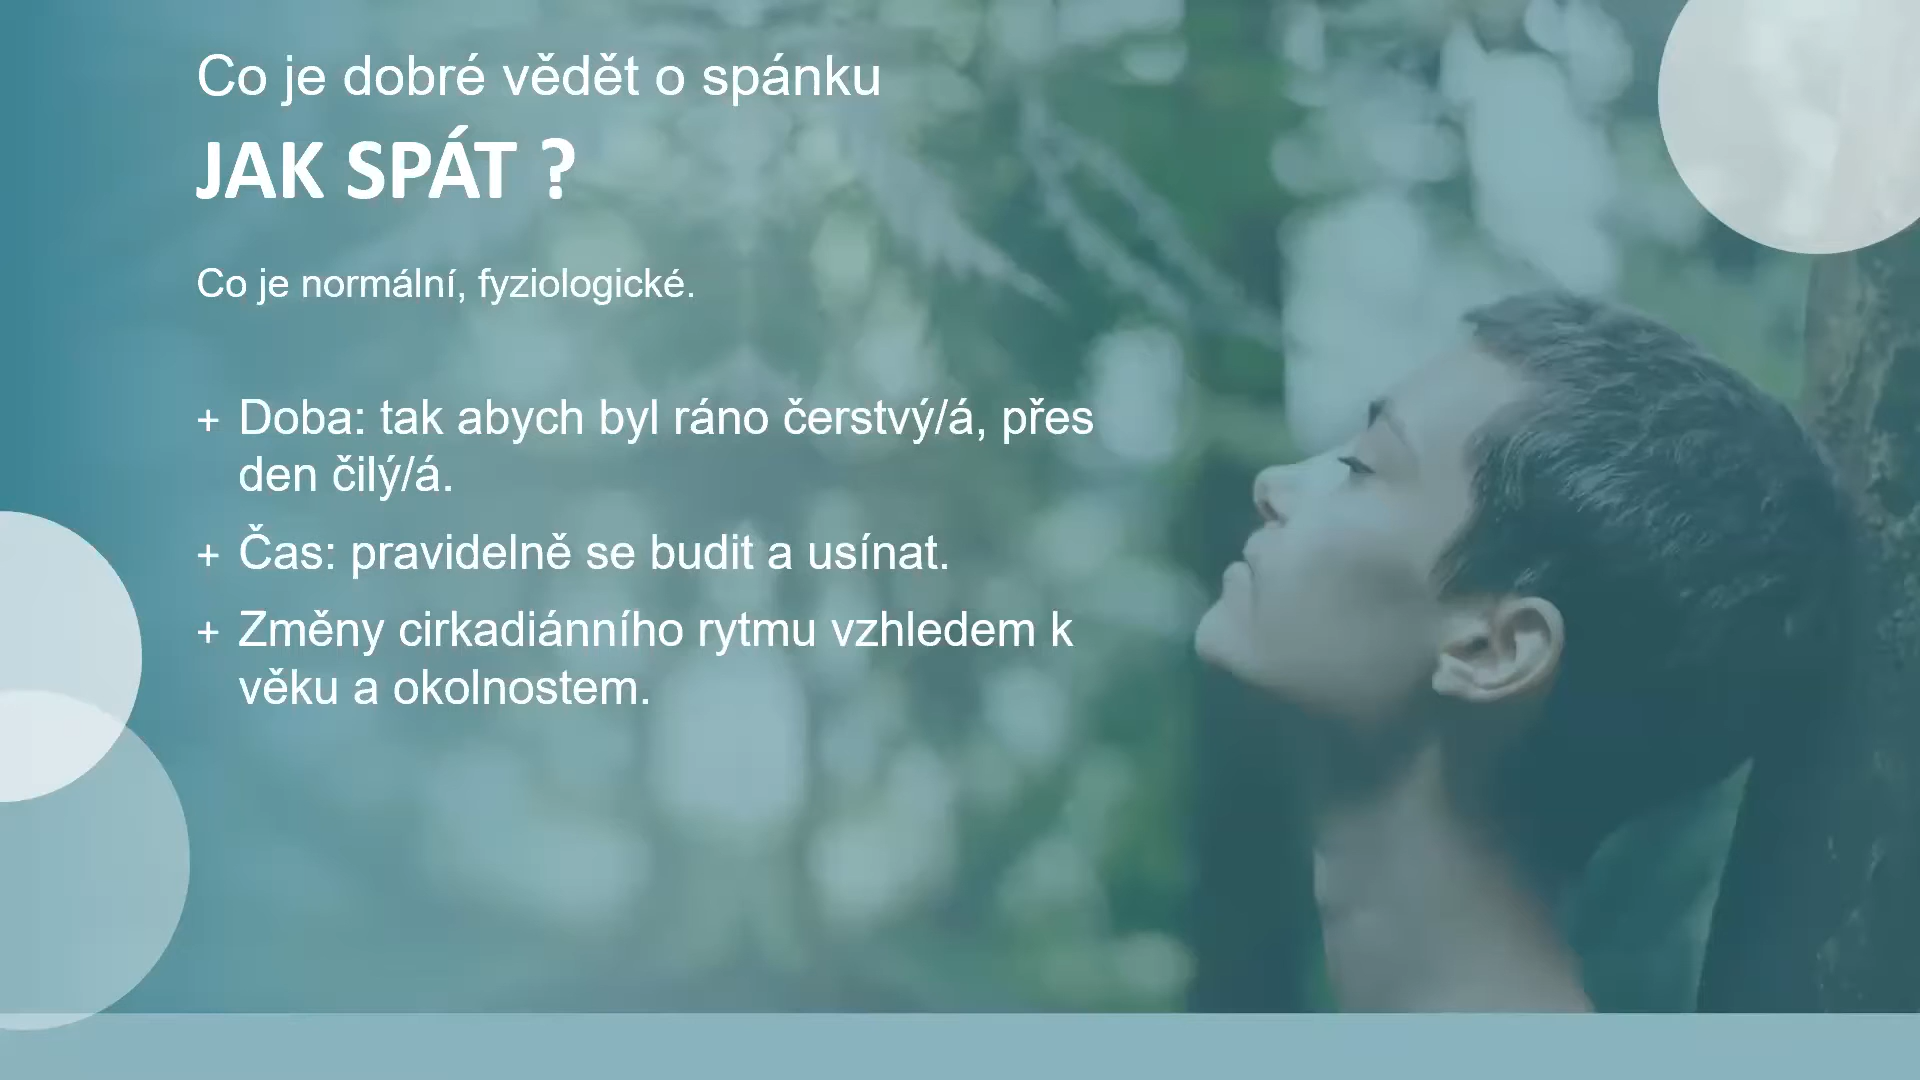 Co je dobré vědět o spánku
JAK SPÁT ?
Co je normální, fyziologické.
+ Doba: tak abych byl ráno čerstvý/á, přes
den čilý/á.
+ Čas: pravidelně se budit a usínat.
+ Změny cirkadiánního rytmu vzhledem k
věku a okolnostem.